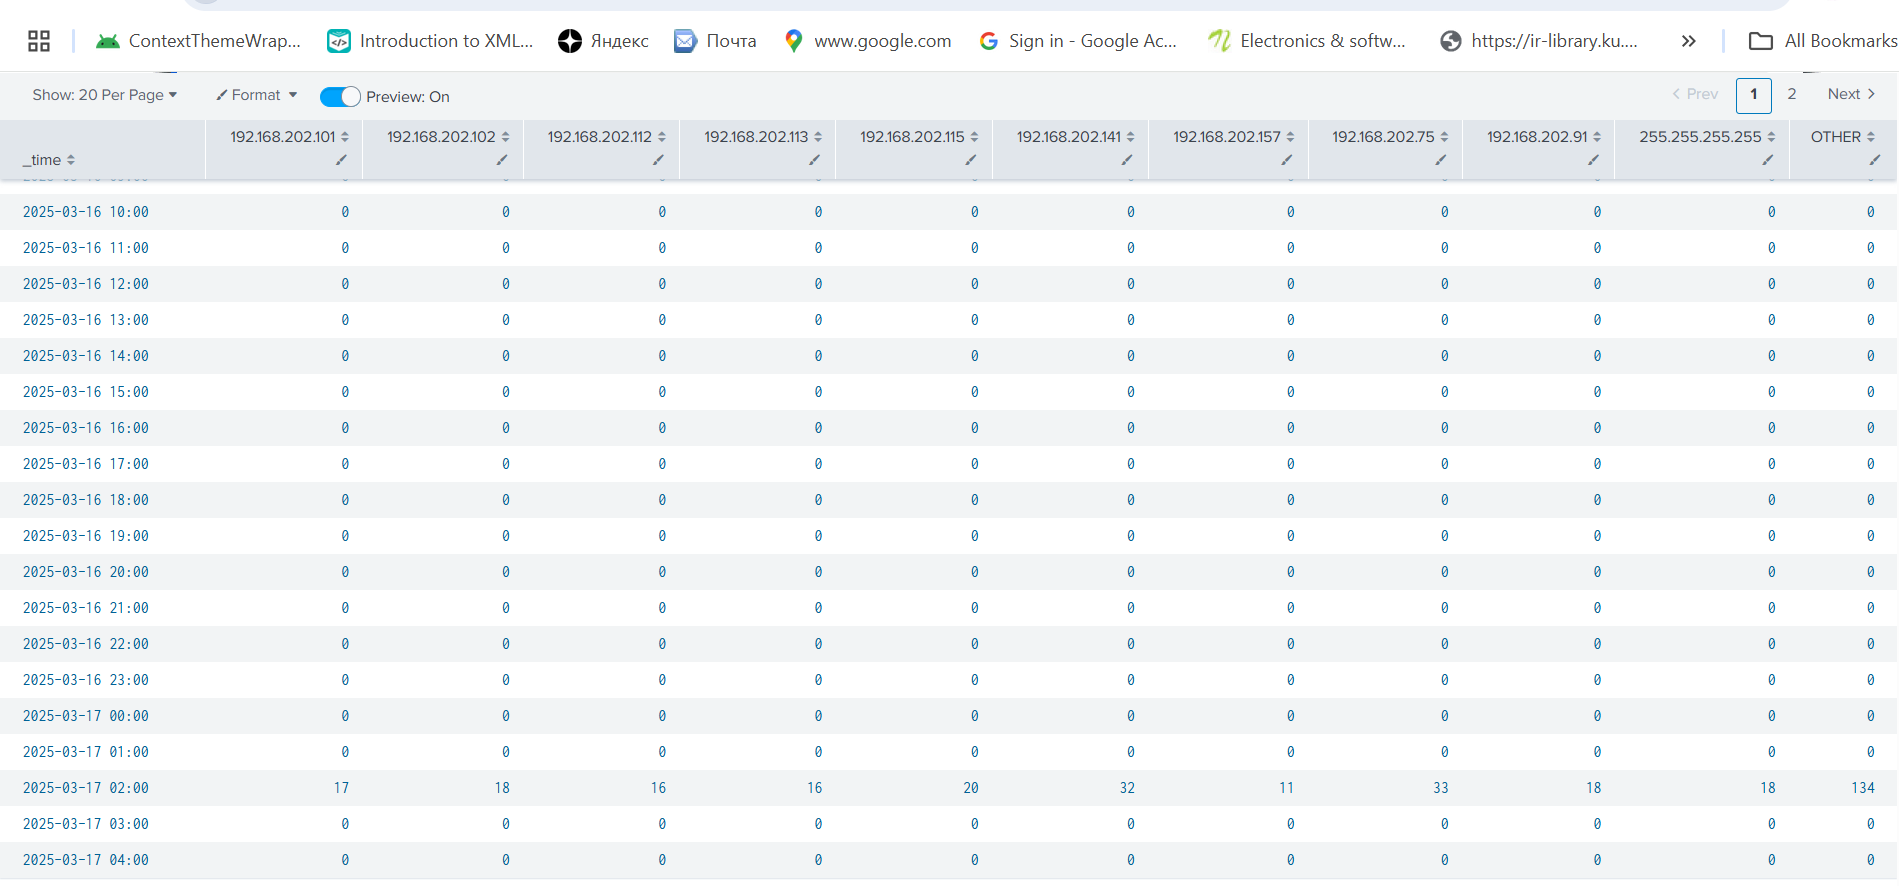 ContextThemeWrap... Introduction to XML... Яндекс Почта www.google.com Sign in - Google Ac... Electronics & softw... https://ir-library.ku.... » All Bookmarks
Show: 20 Per Page Format Preview: On Prev 1 2 Next
_time 192.168.202.101 192.168.202.102 192.168.202.112 192.168.202.113 192.168.202.115 192.168.202.141 192.168.202.157 192.168.202.75 192.168.202.91 255.255.255.255 OTHER
2025-03-16 10:00 0 0 0 0 0 0 0 0 0 0 0
2025-03-16 11:00 0 0 0 0 0 0 0 0 0 0 0
2025-03-16 12:00 0 0 0 0 0 0 0 0 0 0 0
2025-03-16 13:00 0 0 0 0 0 0 0 0 0 0 0
2025-03-16 14:00 0 0 0 0 0 0 0 0 0 0 0
2025-03-16 15:00 0 0 0 0 0 0 0 0 0 0 0
2025-03-16 16:00 0 0 0 0 0 0 0 0 0 0 0
2025-03-16 17:00 0 0 0 0 0 0 0 0 0 0 0
2025-03-16 18:00 0 0 0 0 0 0 0 0 0 0 0
2025-03-16 19:00 0 0 0 0 0 0 0 0 0 0 0
2025-03-16 20:00 0 0 0 0 0 0 0 0 0 0 0
2025-03-16 21:00 0 0 0 0 0 0 0 0 0 0 0
2025-03-16 22:00 0 0 0 0 0 0 0 0 0 0 0
2025-03-16 23:00 0 0 0 0 0 0 0 0 0 0 0
2025-03-17 00:00 0 0 0 0 0 0 0 0 0 0 0
2025-03-17 01:00 0 0 0 0 0 0 0 0 0 0 0
2025-03-17 02:00 17 18 16 16 20 32 11 33 18 18 134
2025-03-17 03:00 0 0 0 0 0 0 0 0 0 0 0
2025-03-17 04:00 0 0 0 0 0 0 0 0 0 0 0